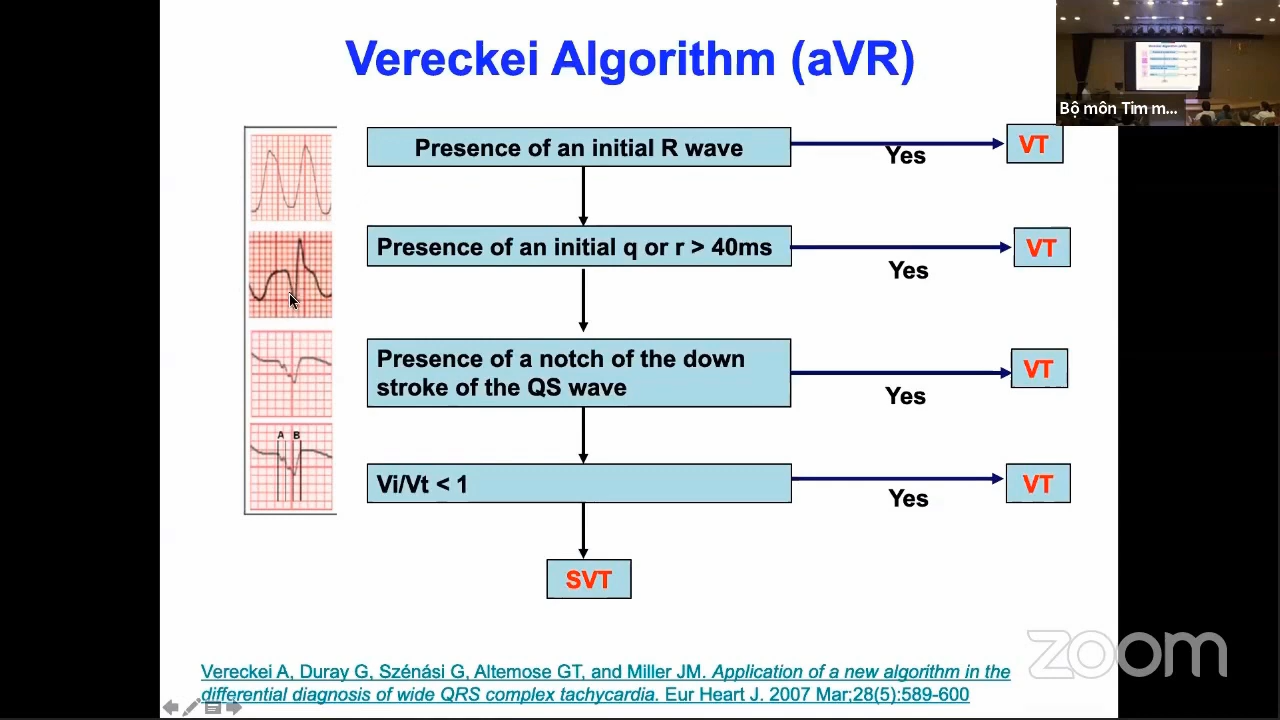 Vereckei Algorithm (aVR)
Bộ môn Tim m...
Presence of an initial R wave
Yes
VT
Presence of an initial q or r > 40ms
Yes
VT
Presence of a notch of the down
stroke of the QS wave
Yes
VT
A B
Vi/Vt < 1
Yes
VT
SVT
Vereckei A, Duray G, Szénási G, Altemose GT, and Miller JM. Application of a new algorithm in the
differential diagnosis of wide QRS complex tachycardia. Eur Heart J. 2007 Mar;28(5):589-600
zoom